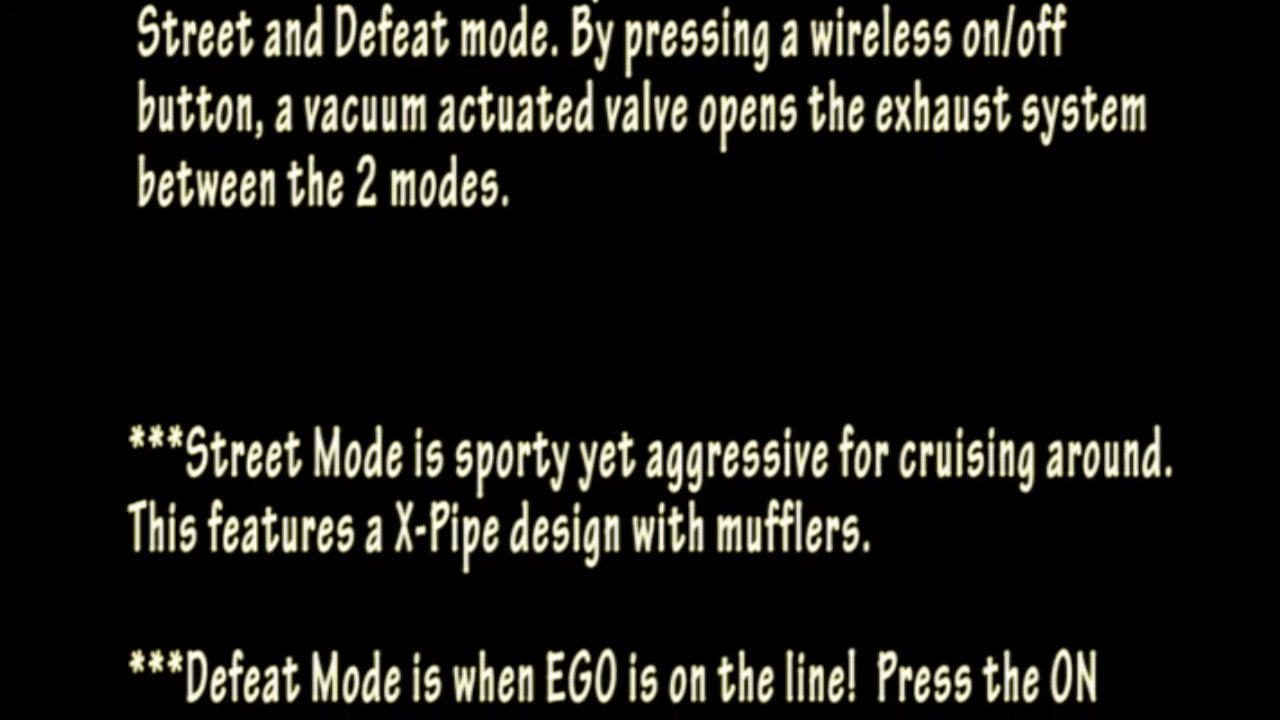 Street and Defeat mode. By pressing a wireless on/off
button, a vacuum actuated valve opens the exhaust system
between the 2 modes.
***Street Mode is sporty yet aggressive for cruising around.
This features a X-Pipe design with mufflers.
***Defeat Mode is when EGO is on the line! Press the ON